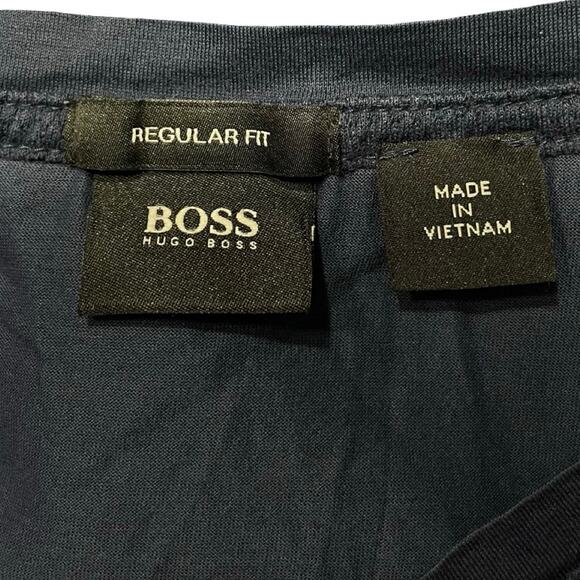 REGULAR FIT
BOSS
HUGO BOSS
MADE
IN
VIETNAM